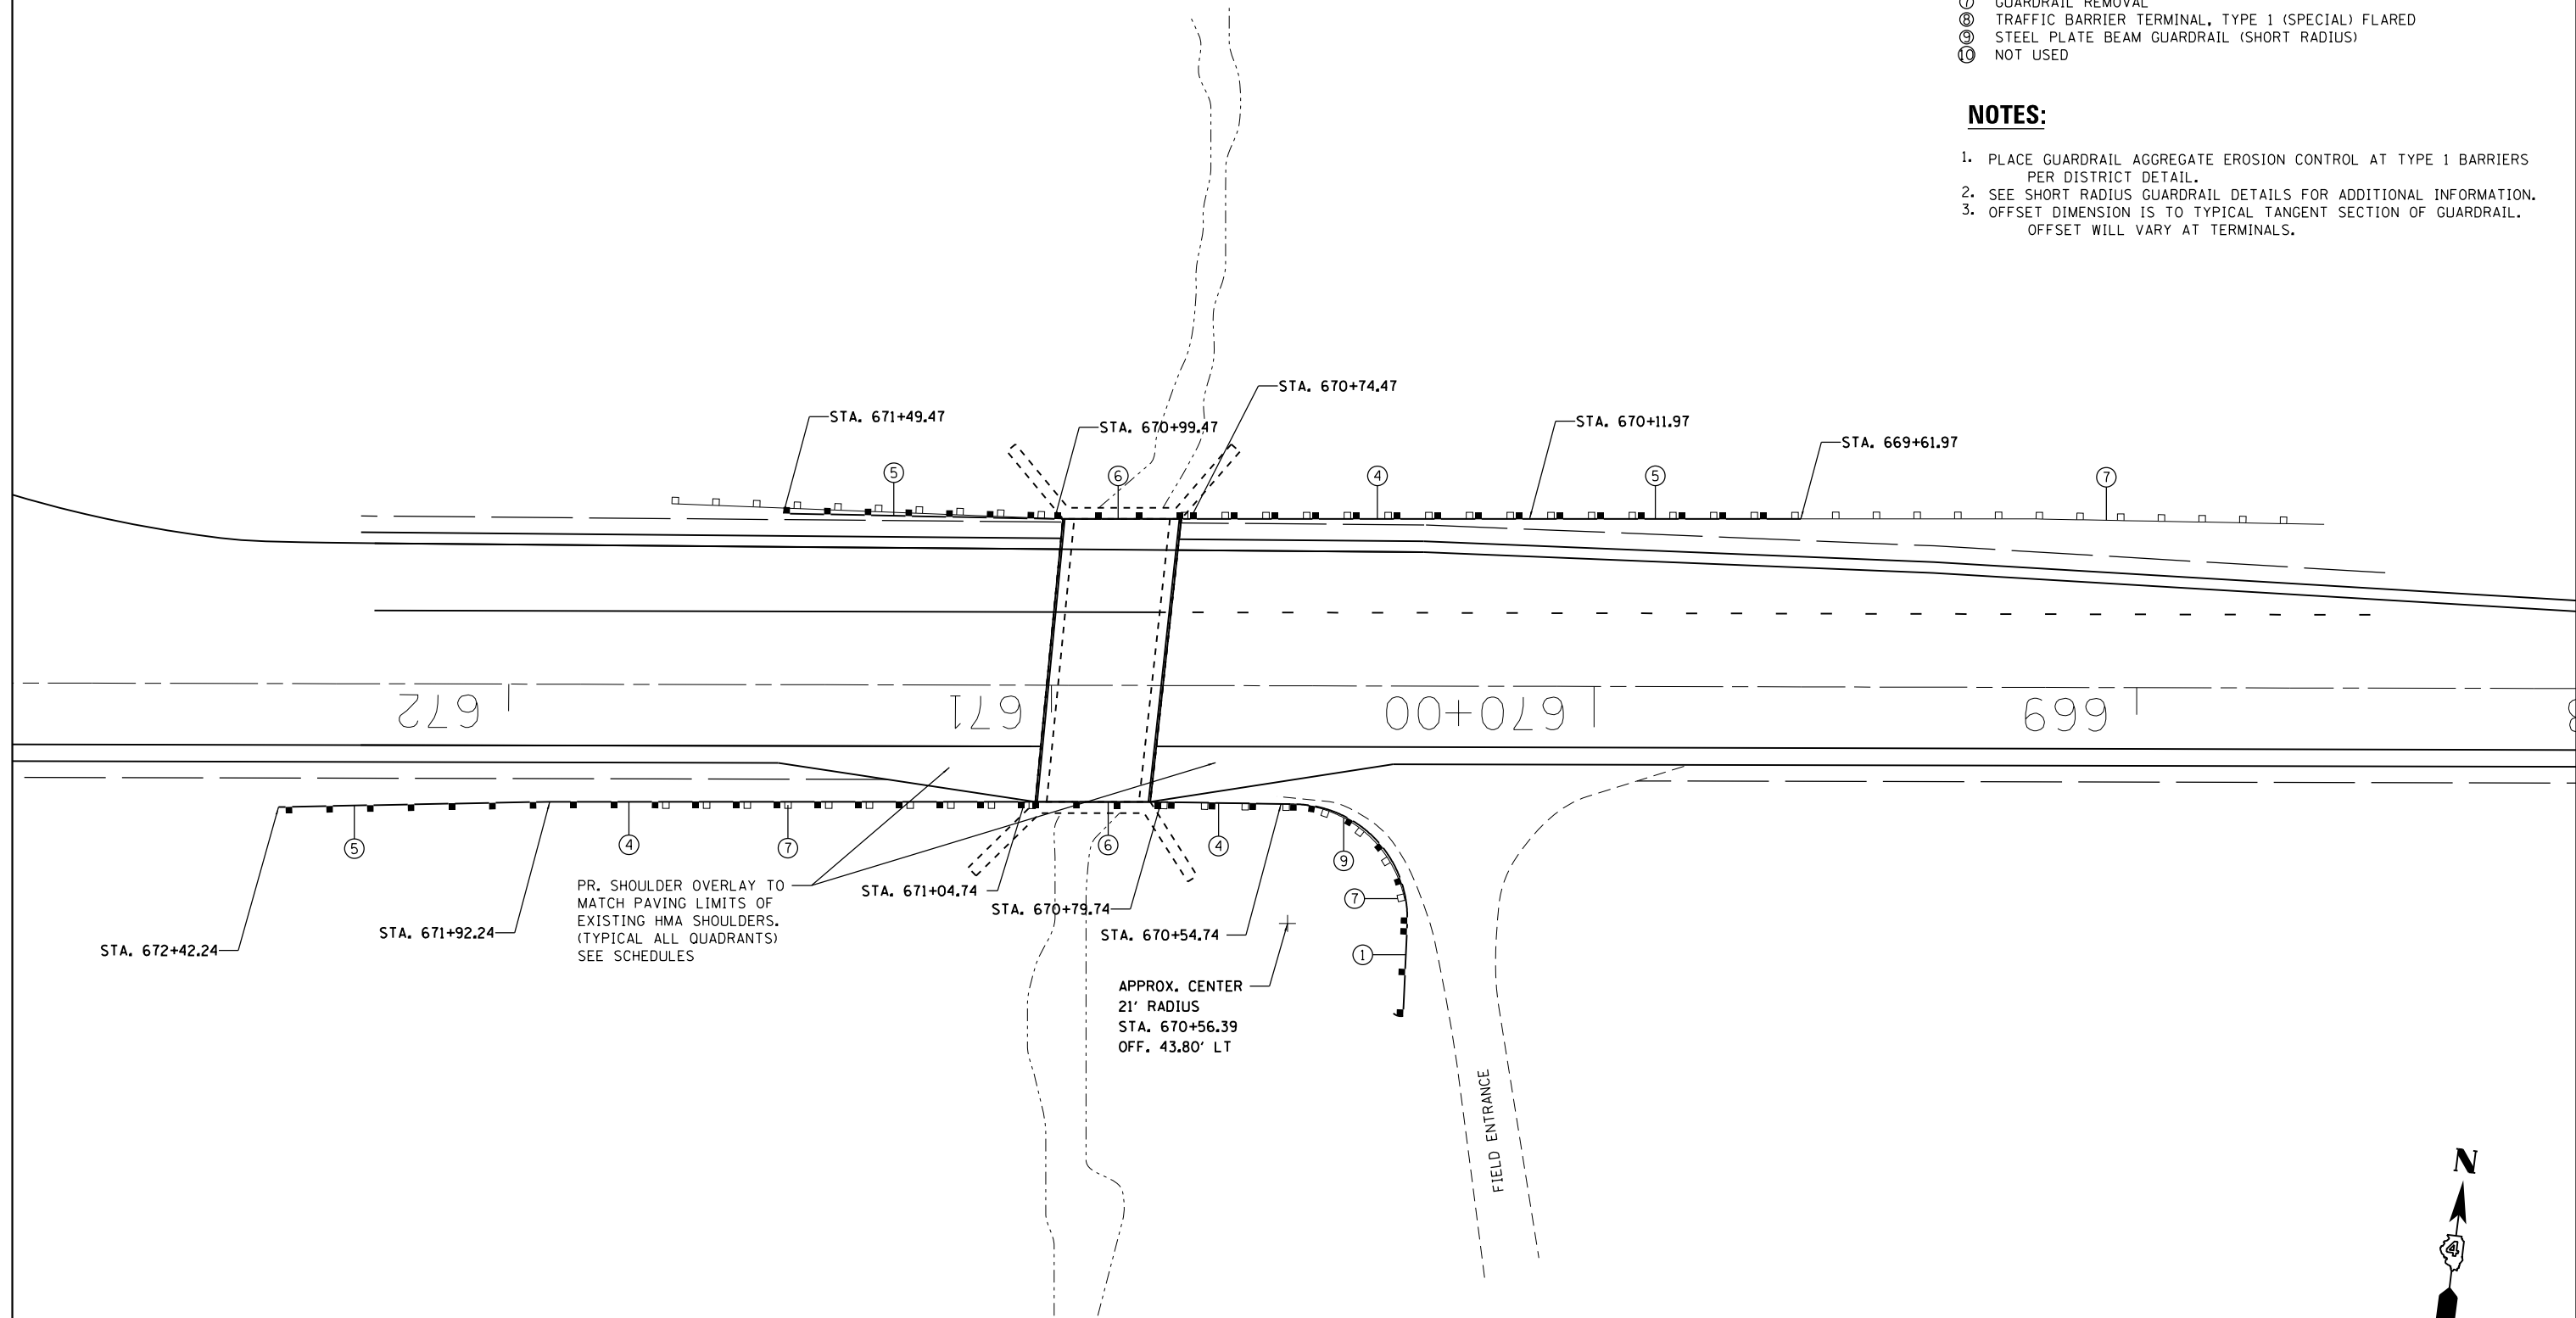 ⑦ GUARDRAIL REMOVAL
⑧ TRAFFIC BARRIER TERMINAL, TYPE 1 (SPECIAL) FLARED
⑨ STEEL PLATE BEAM GUARDRAIL (SHORT RADIUS)
⑩ NOT USED
NOTES:
1. PLACE GUARDRAIL AGGREGATE EROSION CONTROL AT TYPE 1 BARRIERS
PER DISTRICT DETAIL.
2. SEE SHORT RADIUS GUARDRAIL DETAILS FOR ADDITIONAL INFORMATION.
3. OFFSET DIMENSION IS TO TYPICAL TANGENT SECTION OF GUARDRAIL.
OFFSET WILL VARY AT TERMINALS.
STA. 670+74.47
STA. 671+49.47
STA. 670+99.47
STA. 670+11.97
STA. 669+61.97
⑤
⑥
④
⑤
⑦
672
671
670+00
669
⑤
④
⑦
⑥
④
⑨
⑦
①
PR. SHOULDER OVERLAY TO
MATCH PAVING LIMITS OF
EXISTING HMA SHOULDERS.
(TYPICAL ALL QUADRANTS)
SEE SCHEDULES
STA. 671+04.74
STA. 670+79.74
STA. 671+92.24
STA. 670+54.74
STA. 672+42.24
APPROX. CENTER
21' RADIUS
STA. 670+56.39
OFF. 43.80' LT
FIELD ENTRANCE
N
4